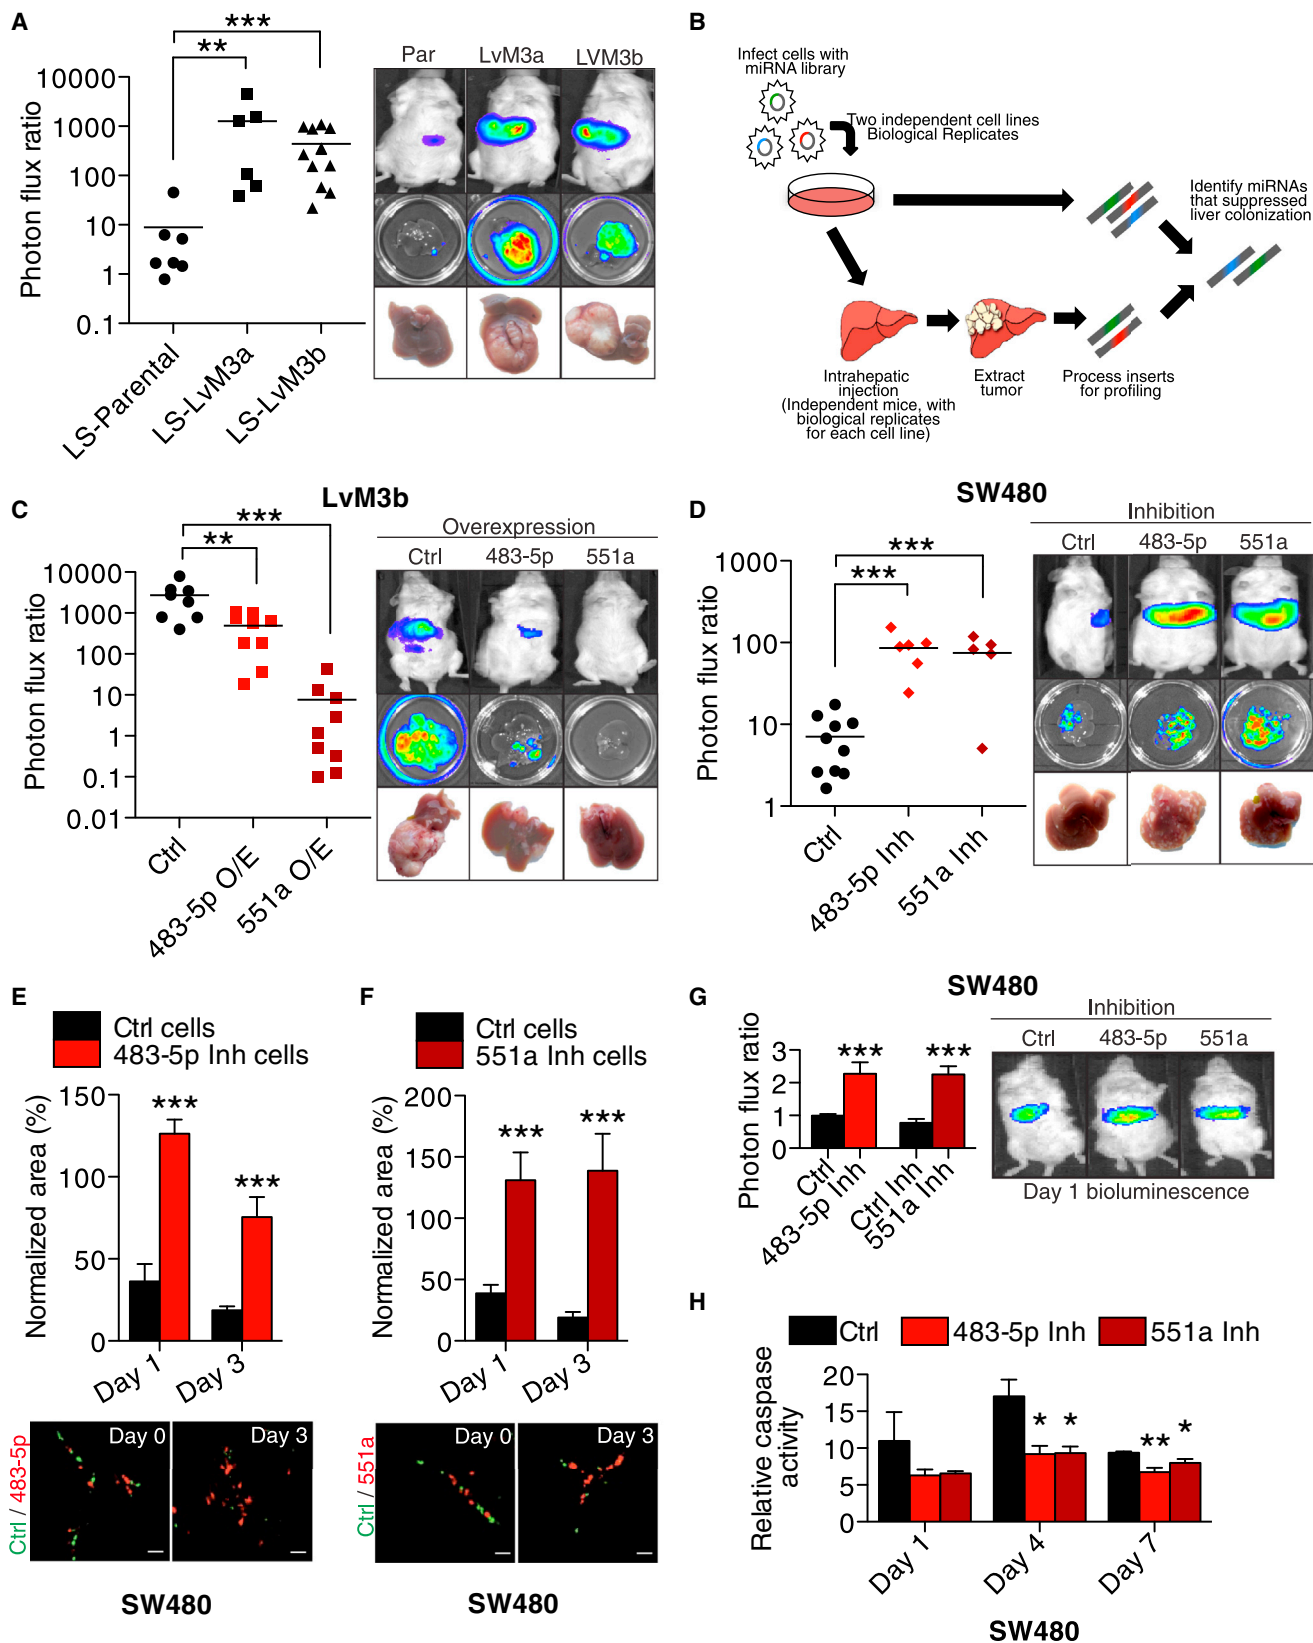 A
***
**
10000
1000
100
10
1
0.1
Photon flux ratio
LS-Parental
LS-LvM3a
LS-LvM3b
Par
LvM3a
LVM3b
B
Infect cells with
miRNA library
Two independent cell lines
Biological Replicates
Identify miRNAs
that suppressed
liver colonization
Intrahepatic
injection
(Independent mice, with
biological replicates
for each cell line)
Extract
tumor
Process inserts
for profiling
C
LvM3b
***
**
10000
1000
100
10
1
0.1
0.01
Photon flux ratio
Ctrl
483-5p O/E
551a O/E
Overexpression
Ctrl
483-5p
551a
D
SW480
***
***
1000
100
10
1
Photon flux ratio
Ctrl
483-5p Inh
551a Inh
Inhibition
Ctrl
483-5p
551a
E
Ctrl cells
483-5p Inh cells
150
100
50
0
Normalized area (%)
***
***
Day 1
Day 3
Ctrl / 483-5p
Day 0
Day 3
SW480
F
Ctrl cells
551a Inh cells
200
150
100
50
0
Normalized area (%)
***
***
Day 1
Day 3
Ctrl / 551a
Day 0
Day 3
SW480
G
SW480
3
2
1
0
Photon flux ratio
***
***
Ctrl
483-5p Inh
Ctrl Inh
551a Inh
Inhibition
Ctrl
483-5p
551a
Day 1 bioluminescence
H
Ctrl
483-5p Inh
551a Inh
20
15
10
5
0
Relative caspase
activity
*
*
**
*
Day 1
Day 4
Day 7
SW480